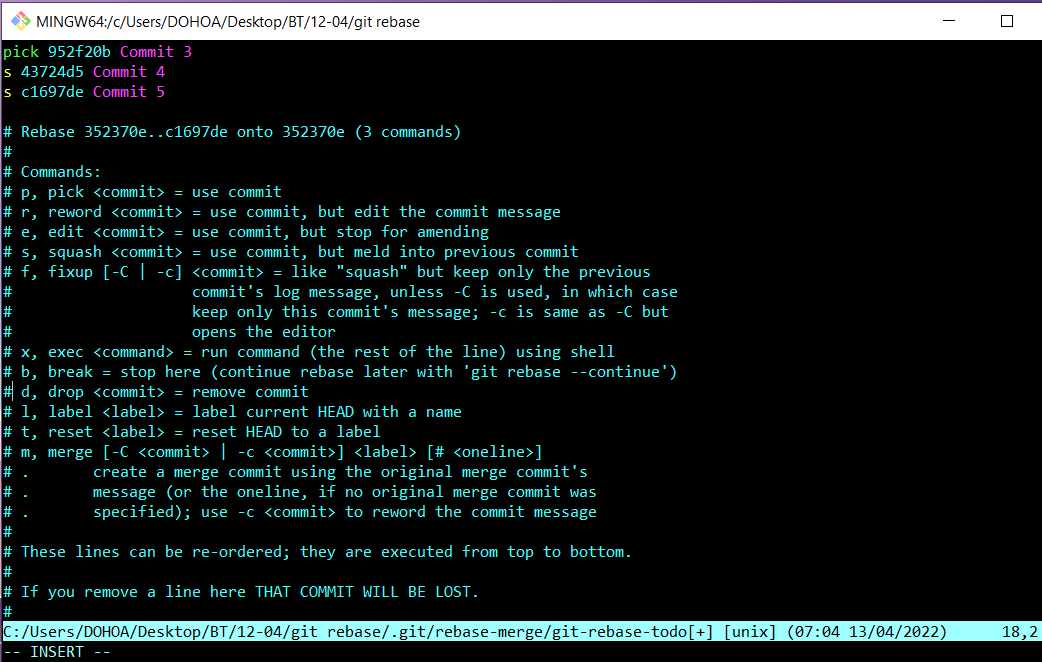 MINGW64:/c/Users/DOHOA/Desktop/BT/12-04/git rebase
pick 952f20b Commit 3
s 43724d5 Commit 4
s c1697de Commit 5

# Rebase 352370e..c1697de onto 352370e (3 commands)
#
# Commands:
# p, pick <commit> = use commit
# r, reword <commit> = use commit, but edit the commit message
# e, edit <commit> = use commit, but stop for amending
# s, squash <commit> = use commit, but meld into previous commit
# f, fixup [-C | -c] <commit> = like "squash" but keep only the previous
#                    commit's log message, unless -C is used, in which case
#                    keep only this commit's message; -c is same as -C but
#                    opens the editor
# x, exec <command> = run command (the rest of the line) using shell
# b, break = stop here (continue rebase later with 'git rebase --continue')
# d, drop <commit> = remove commit
# l, label <label> = label current HEAD with a name
# t, reset <label> = reset HEAD to a label
# m, merge [-C <commit> | -c <commit>] <label> [# <oneline>]
# .       create a merge commit using the original merge commit's
# .       message (or the oneline, if no original merge commit was
# .       specified); use -c <commit> to reword the commit message
#
# These lines can be re-ordered; they are executed from top to bottom.
#
# If you remove a line here THAT COMMIT WILL BE LOST.
#
C:/Users/DOHOA/Desktop/BT/12-04/git rebase/.git/rebase-merge/git-rebase-todo[+] [unix] (07:04 13/04/2022) 18,2
-- INSERT --